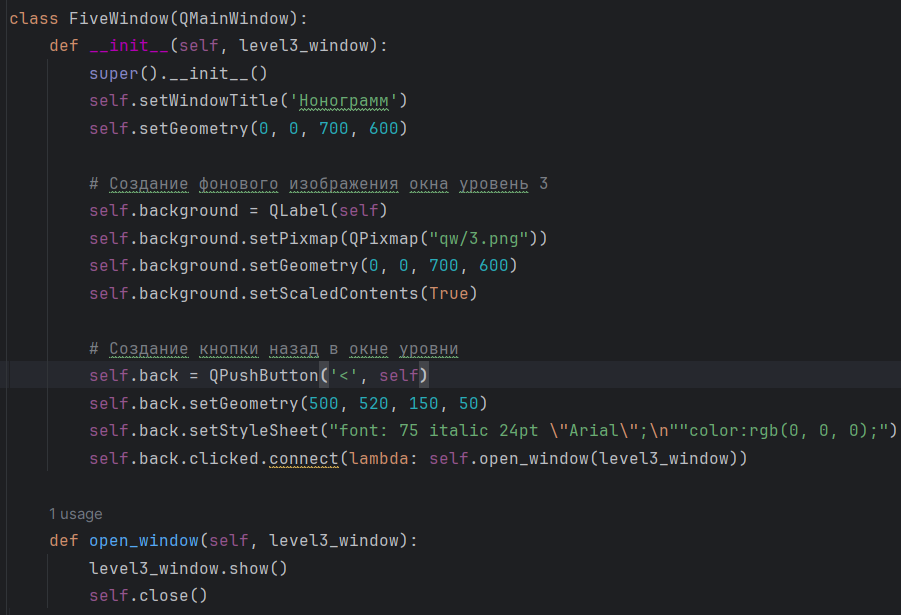 class FiveWindow(QMainWindow):
    def __init__(self, level3_window):
        super().__init__()
        self.setWindowTitle('Нонограмм')
        self.setGeometry(0, 0, 700, 600)

        # Создание фонового изображения окна уровень 3
        self.background = QLabel(self)
        self.background.setPixmap(QPixmap("qw/3.png"))
        self.background.setGeometry(0, 0, 700, 600)
        self.background.setScaledContents(True)

        # Создание кнопки назад в окне уровни
        self.back = QPushButton('<', self)
        self.back.setGeometry(500, 520, 150, 50)
        self.back.setStyleSheet("font: 75 italic 24pt \"Arial\";\n""color:rgb(0, 0, 0);")
        self.back.clicked.connect(lambda: self.open_window(level3_window))

    1 usage
    def open_window(self, level3_window):
        level3_window.show()
        self.close()